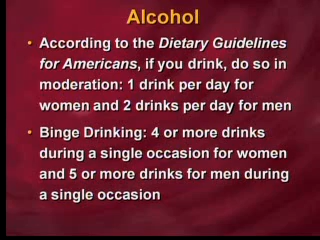 Alcohol
• According to the Dietary Guidelines
for Americans, if you drink, do so in
moderation: 1 drink per day for
women and 2 drinks per day for men
• Binge Drinking: 4 or more drinks
during a single occasion for women
and 5 or more drinks for men during
a single occasion